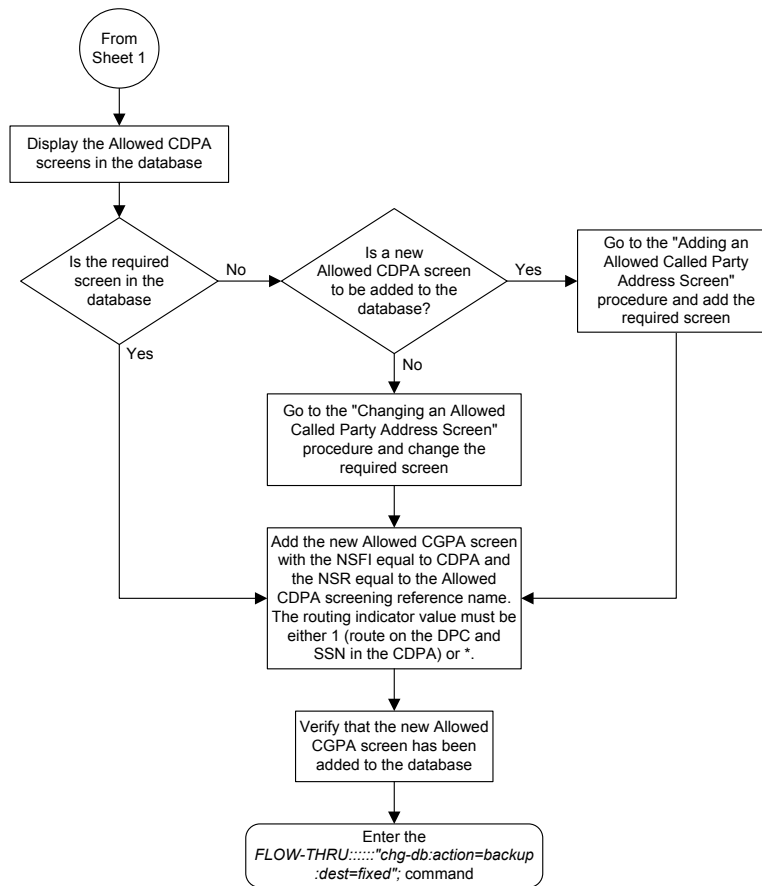 From
Sheet 1
Display the Allowed CDPA
screens in the database
Is the required
screen in the
database
No
Yes
Is a new
Allowed CDPA screen
to be added to the
database?
Yes
No
Go to the "Adding an
Allowed Called Party
Address Screen"
procedure and add the
required screen
Go to the "Changing an Allowed
Called Party Address Screen"
procedure and change the
required screen
Add the new Allowed CGPA screen
with the NSFI equal to CDPA and
the NSR equal to the Allowed
CDPA screening reference name.
The routing indicator value must be
either 1 (route on the DPC and
SSN in the CDPA) or *.
Verify that the new Allowed
CGPA screen has been
added to the database
Enter the
FLOW-THRU::::::"chg-db:action=backup
:dest=fixed"; command